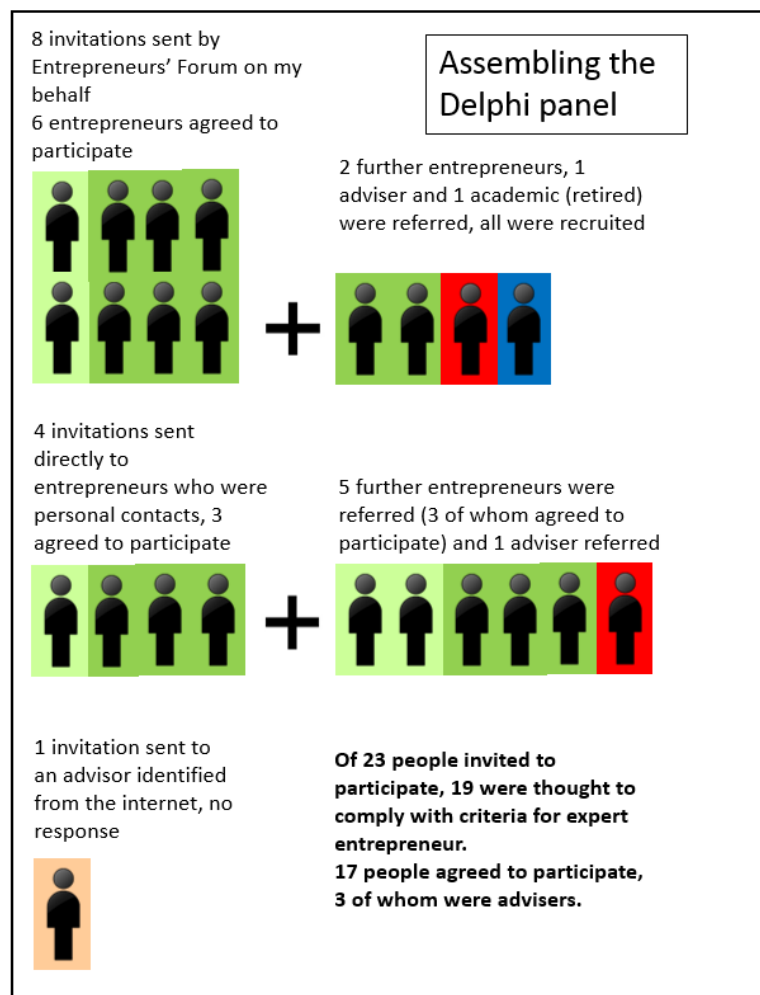 8 invitations sent by
Entrepreneurs’ Forum on my
behalf
6 entrepreneurs agreed to
participate
Assembling the
Delphi panel
2 further entrepreneurs, 1
adviser and 1 academic (retired)
were referred, all were recruited
4 invitations sent
directly to
entrepreneurs who were
personal contacts, 3
agreed to participate
5 further entrepreneurs were
referred (3 of whom agreed to
participate) and 1 adviser referred
1 invitation sent to
an advisor identified
from the internet, no
response
Of 23 people invited to
participate, 19 were thought to
comply with criteria for expert
entrepreneur.
17 people agreed to participate,
3 of whom were advisers.